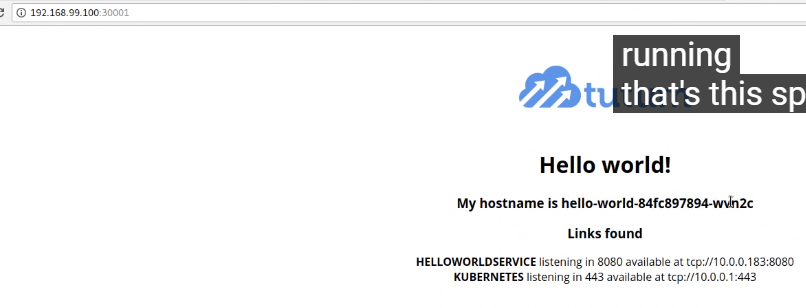 192.168.99.100:30001
running
that's this sp
Hello world!
My hostname is hello-world-84fc897894-wvn2c
Links found
HELLOWORLDSERVICE listening in 8080 available at tcp://10.0.0.183:8080
KUBERNETES listening in 443 available at tcp://10.0.0.1:443